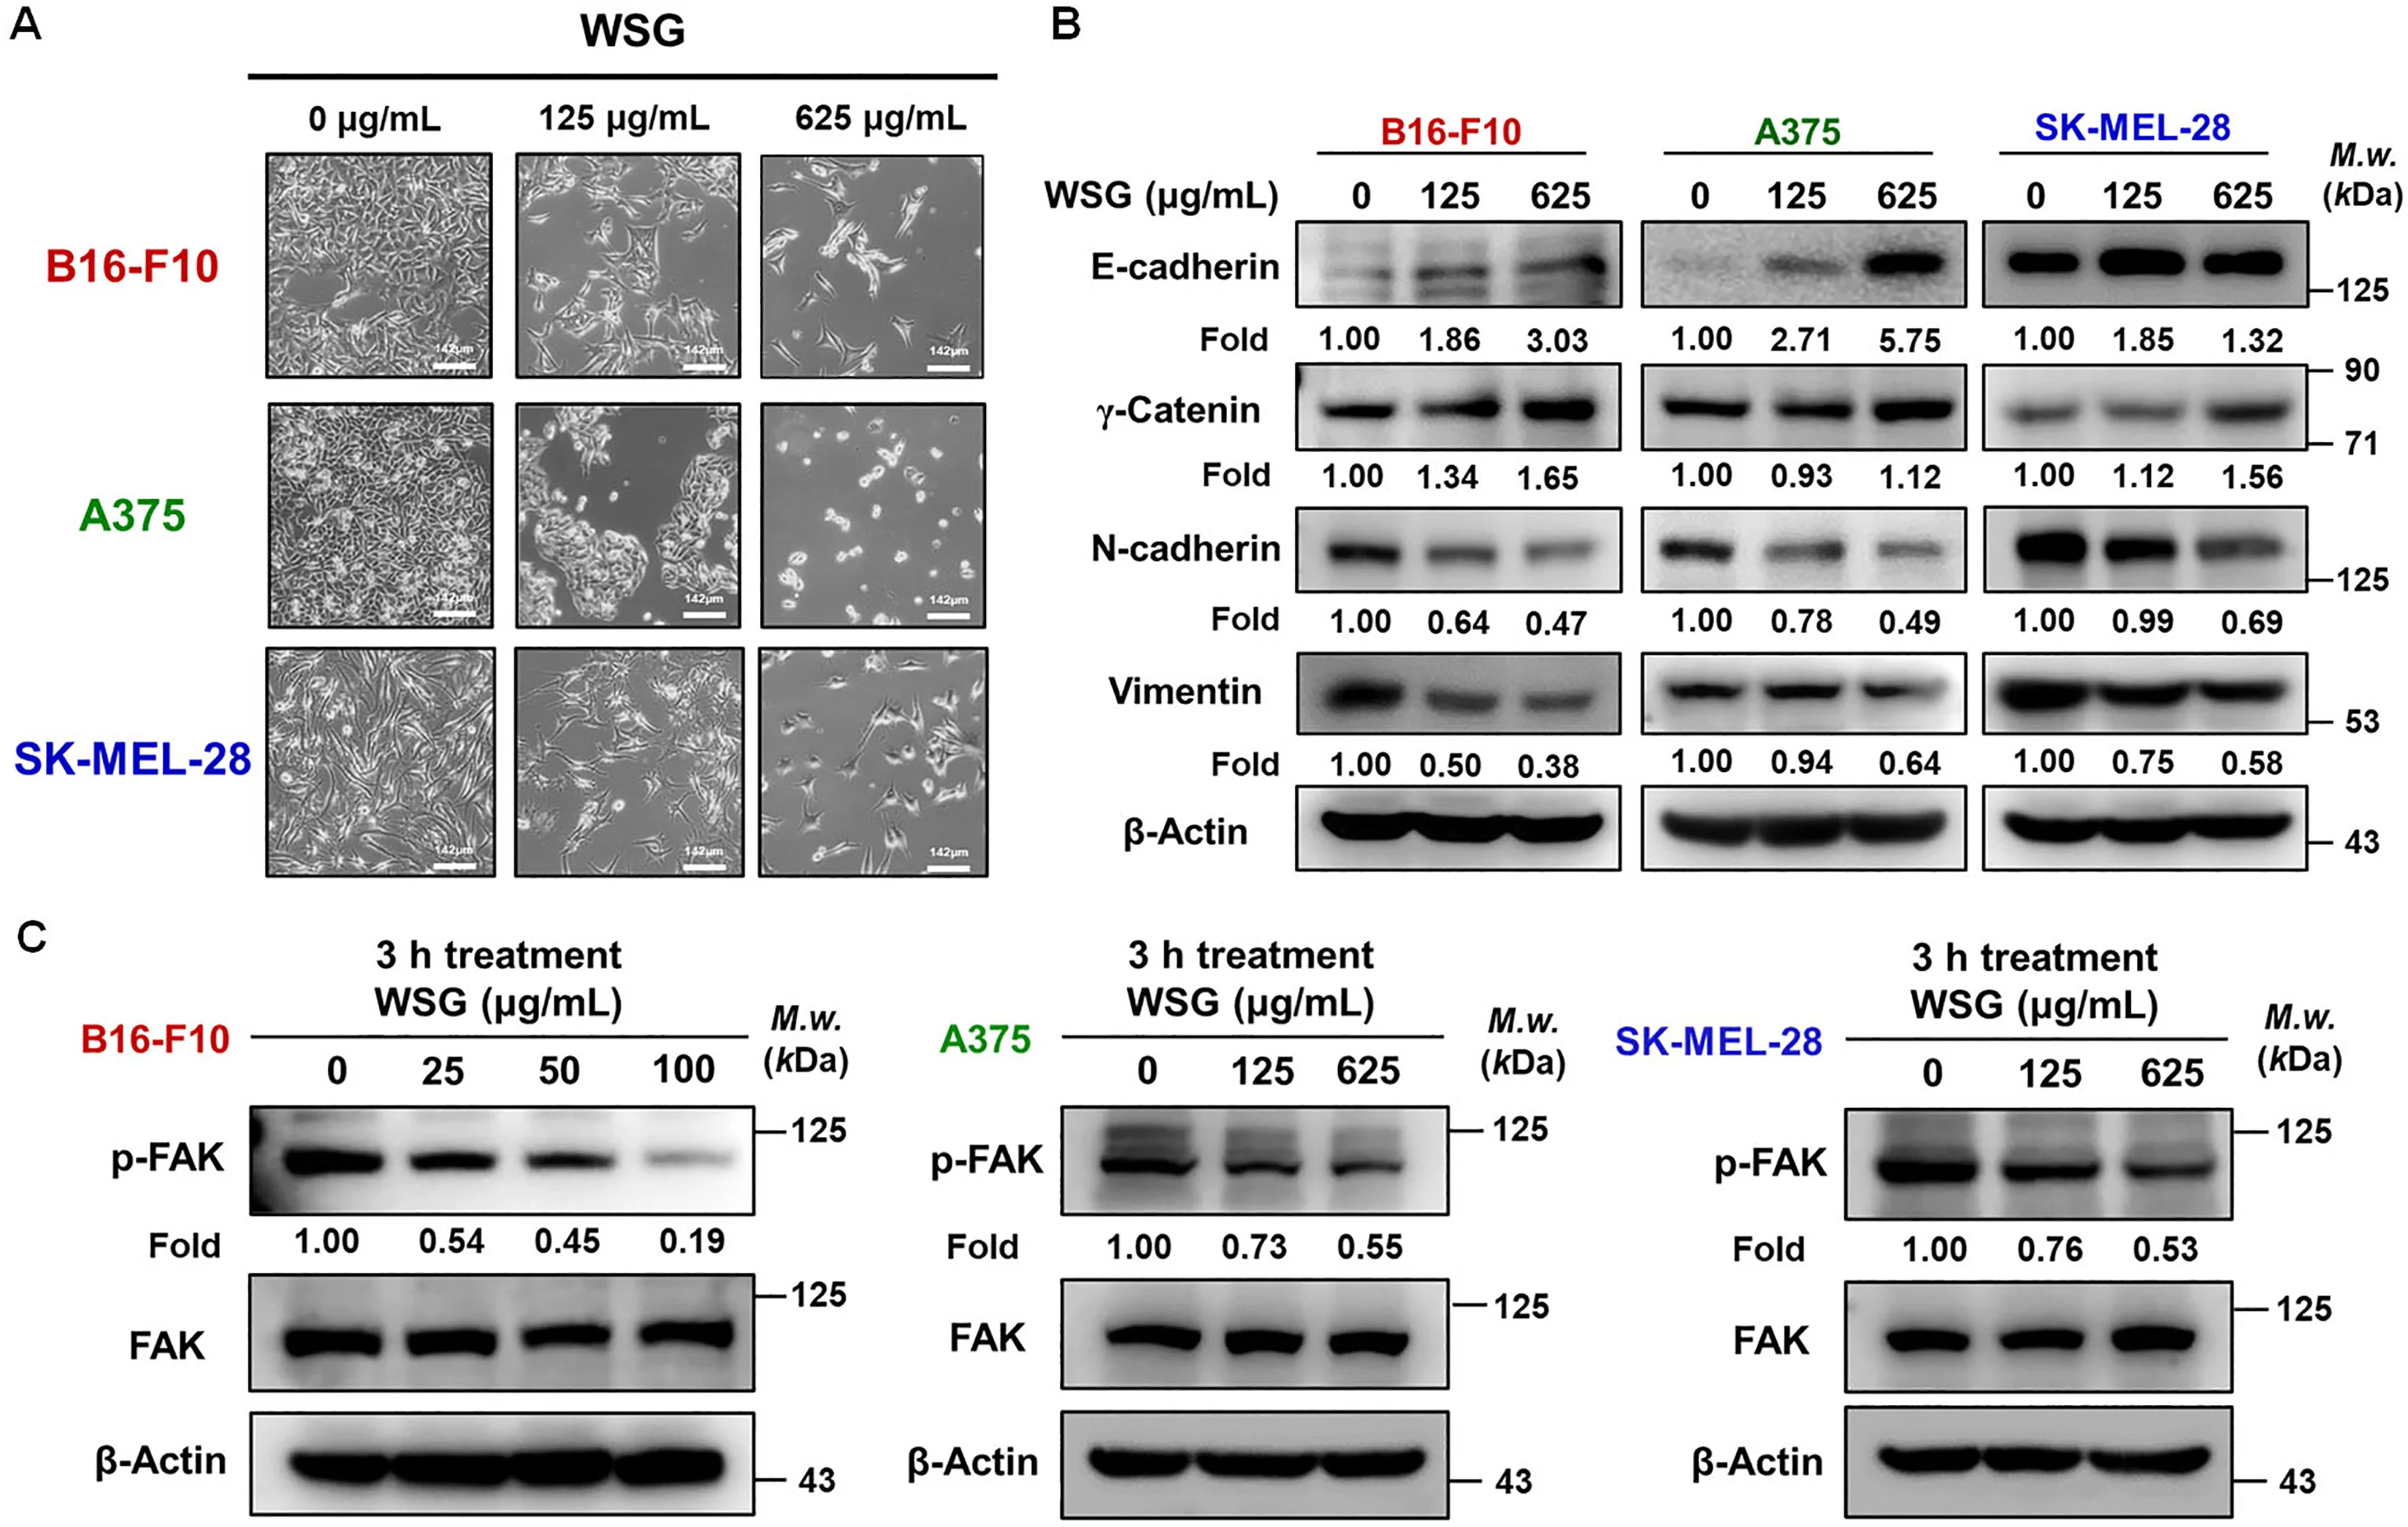 A
WSG
0 µg/mL 125 µg/mL 625 µg/mL
B16-F10
142µm 142µm 142µm
A375
142µm 142µm 142µm
SK-MEL-28
142µm 142µm 142µm
B
B16-F10 A375 SK-MEL-28
M.w.
(kDa)
WSG (µg/mL) 0 125 625 0 125 625 0 125 625
E-cadherin
125
Fold 1.00 1.86 3.03 1.00 2.71 5.75 1.00 1.85 1.32
90
γ-Catenin
71
Fold 1.00 1.34 1.65 1.00 0.93 1.12 1.00 1.12 1.56
N-cadherin
125
Fold 1.00 0.64 0.47 1.00 0.78 0.49 1.00 0.99 0.69
Vimentin
53
Fold 1.00 0.50 0.38 1.00 0.94 0.64 1.00 0.75 0.58
β-Actin
43
C
3 h treatment
WSG (µg/mL)
B16-F10
M.w.
(kDa)
0 25 50 100
125
p-FAK
Fold 1.00 0.54 0.45 0.19
125
FAK
β-Actin
43
3 h treatment
WSG (µg/mL)
A375
M.w.
(kDa)
0 125 625
125
p-FAK
Fold 1.00 0.73 0.55
125
FAK
β-Actin
43
3 h treatment
WSG (µg/mL)
SK-MEL-28
M.w.
(kDa)
0 125 625
125
p-FAK
Fold 1.00 0.76 0.53
125
FAK
β-Actin
43